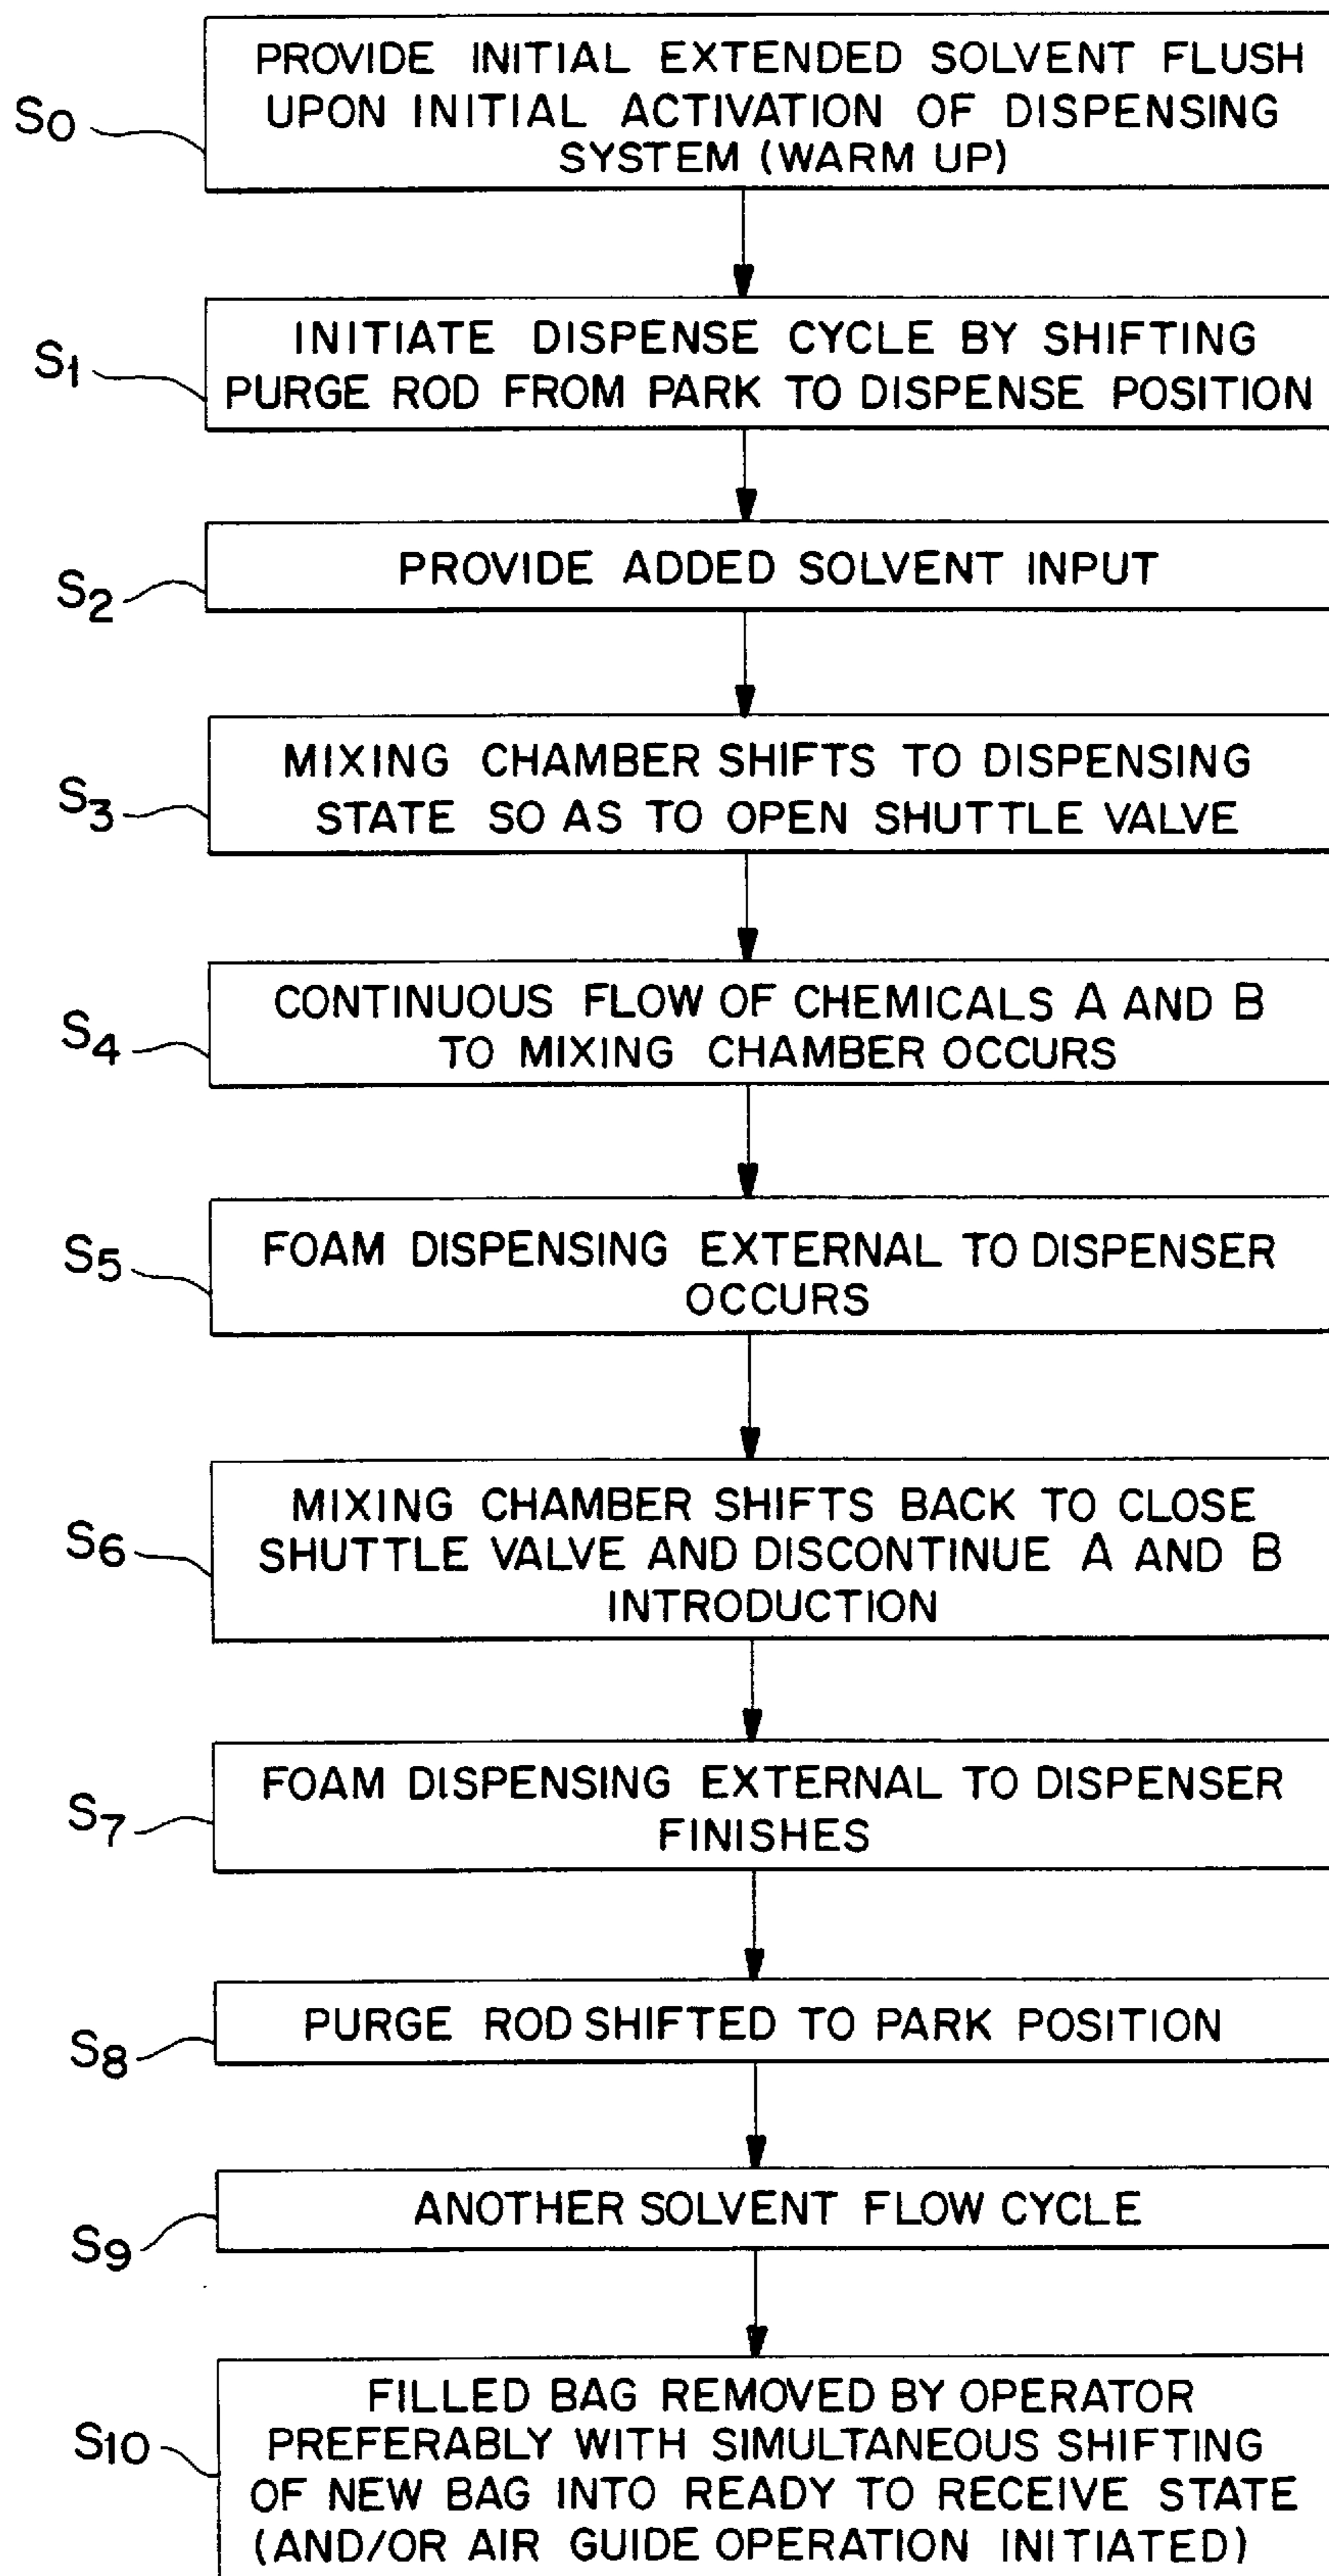 PROVIDE INITIAL EXTENDED SOLVENT FLUSH
UPON INITIAL ACTIVATION OF DISPENSING
SYSTEM (WARM UP)
S0
INITIATE DISPENSE CYCLE BY SHIFTING
PURGE ROD FROM PARK TO DISPENSE POSITION
S1
PROVIDE ADDED SOLVENT INPUT
S2
MIXING CHAMBER SHIFTS TO DISPENSING
STATE SO AS TO OPEN SHUTTLE VALVE
S3
CONTINUOUS FLOW OF CHEMICALS A AND B
TO MIXING CHAMBER OCCURS
S4
FOAM DISPENSING EXTERNAL TO DISPENSER
OCCURS
S5
MIXING CHAMBER SHIFTS BACK TO CLOSE
SHUTTLE VALVE AND DISCONTINUE A AND B
INTRODUCTION
S6
FOAM DISPENSING EXTERNAL TO DISPENSER
FINISHES
S7
PURGE ROD SHIFTED TO PARK POSITION
S8
ANOTHER SOLVENT FLOW CYCLE
S9
FILLED BAG REMOVED BY OPERATOR
PREFERABLY WITH SIMULTANEOUS SHIFTING
OF NEW BAG INTO READY TO RECEIVE STATE
(AND/OR AIR GUIDE OPERATION INITIATED)
S10